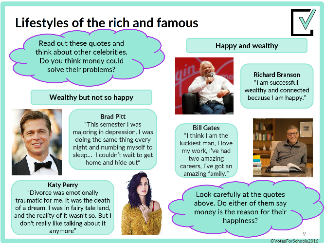 Lifestyles of the rich and famous
Read out these quotes and
think about other celebrities.
Do you think money could
solve their problems?
Happy and wealthy
Richard Branson
"I am successful,
wealthy and connected
because I am happy."
Wealthy but not so happy
Brad Pitt
"This semester I was
majoring in depression. I was
doing the same thing every
night and numbing myself to
sleep... I couldn't wait to get
home and hide out"
Bill Gates
"I think I am the
luckiest man, I love
my work, I've had
two amazing
careers, I've got an
amazing family."
Katy Perry
"Divorce was emotionally
traumatic for me. It was the death
of a dream. I was in fairy tale land,
and the reality of it wasn't so. But I
don't really like talking about it
anymore"
Look carefully at the quotes
above. Do either of them say
money is the reason for their
happiness?
©VotesForSchools2018